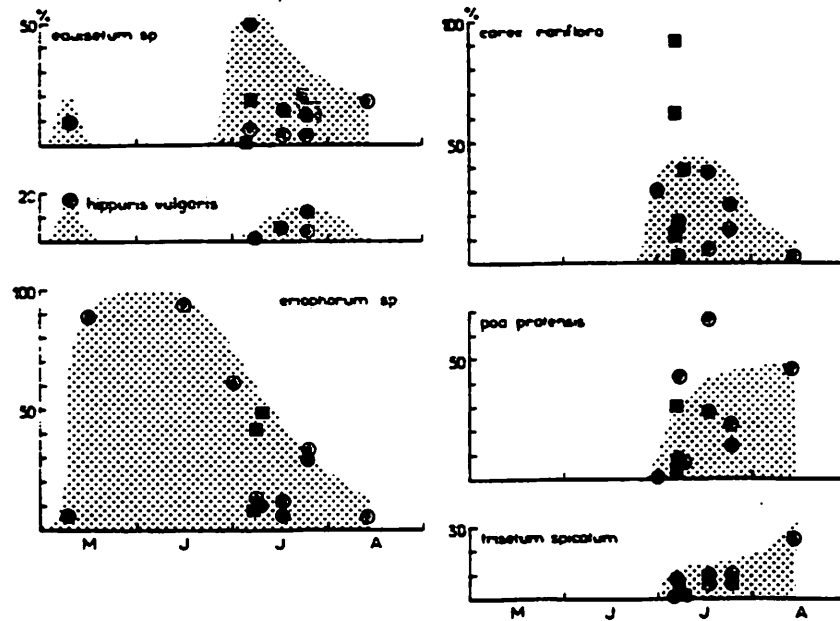 %
50
equisetum sp
20
hippuris vulgaris
100
eriophorum sp
50
M J J A
%
100
carex rariflora
50
poa pratensis
50
30
trisetum spicatum
M J J A